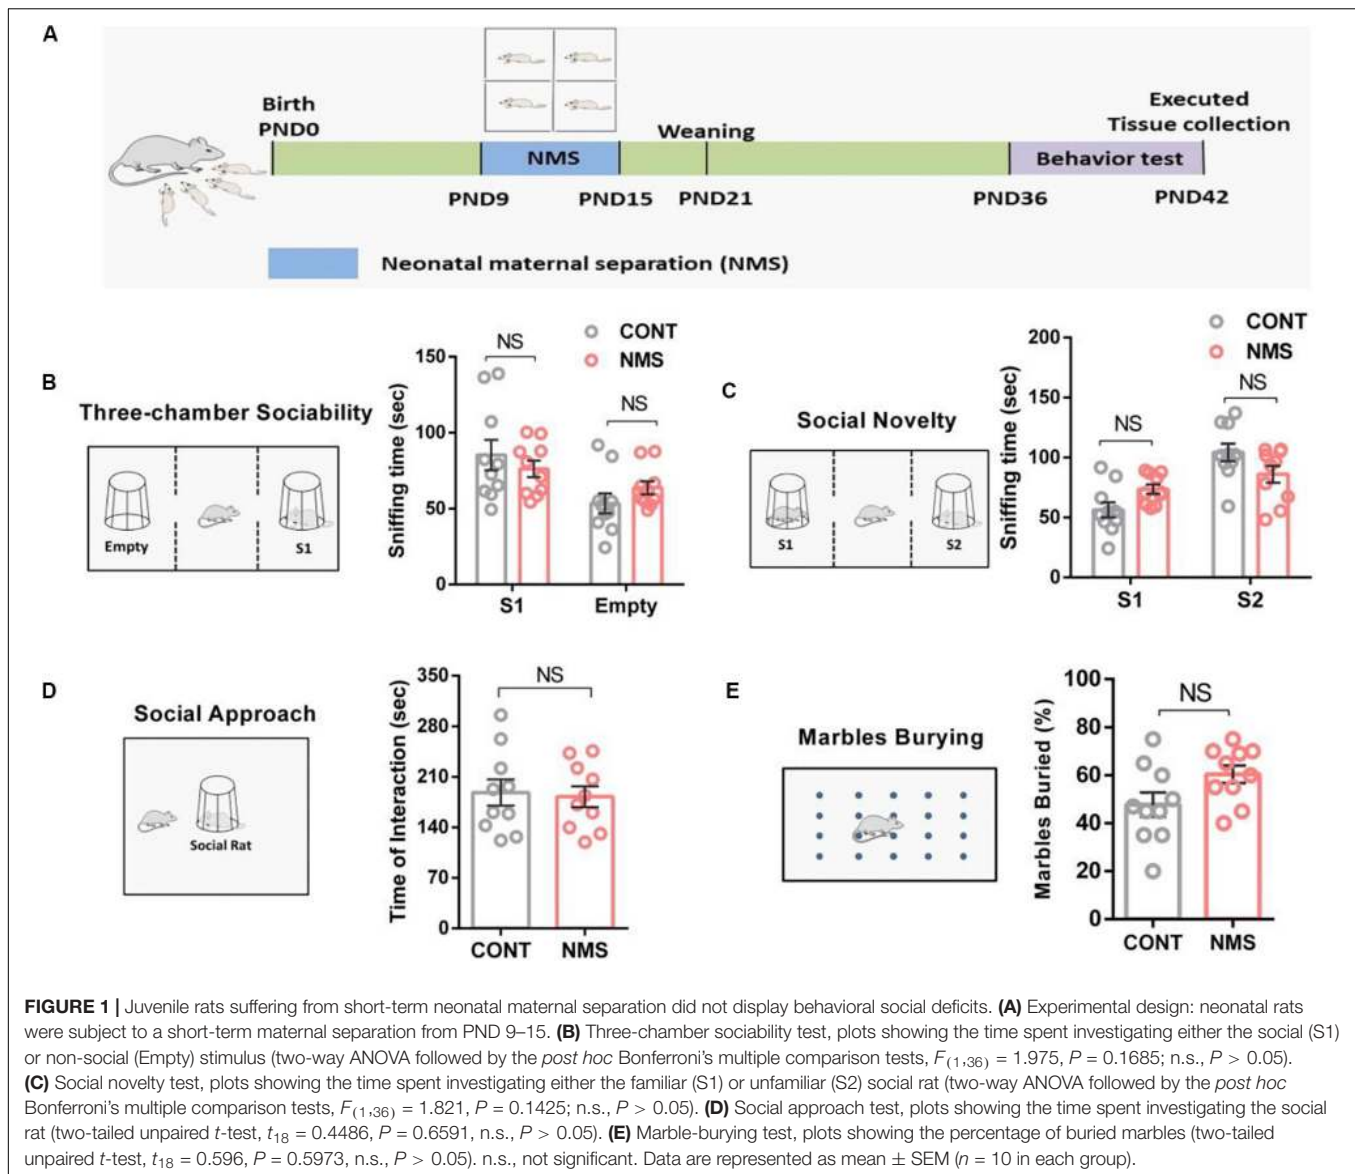 A
Birth
PND0
Executed
Tissue collection
Weaning
NMS
Behavior test
PND9
PND15
PND21
PND36
PND42
Neonatal maternal separation (NMS)
B
Three-chamber Sociability
Empty
S1
CONT
NMS
NS
NS
Sniffing time (sec)
150
100
50
0
S1
Empty
C
Social Novelty
S1
S2
CONT
NMS
NS
NS
Sniffing time (sec)
200
150
100
50
0
S1
S2
D
Social Approach
Social Rat
NS
Time of Interaction (sec)
350
280
210
140
70
0
CONT
NMS
E
Marbles Burying
NS
Marbles Buried (%)
100
80
60
40
20
0
CONT
NMS
FIGURE 1 | Juvenile rats suffering from short-term neonatal maternal separation did not display behavioral social deficits. (A) Experimental design: neonatal rats
were subject to a short-term maternal separation from PND 9–15. (B) Three-chamber sociability test, plots showing the time spent investigating either the social (S1)
or non-social (Empty) stimulus (two-way ANOVA followed by the post hoc Bonferroni's multiple comparison tests, F(1,36) = 1.975, P = 0.1685; n.s., P > 0.05).
(C) Social novelty test, plots showing the time spent investigating either the familiar (S1) or unfamiliar (S2) social rat (two-way ANOVA followed by the post hoc
Bonferroni's multiple comparison tests, F(1,36) = 1.821, P = 0.1425; n.s., P > 0.05). (D) Social approach test, plots showing the time spent investigating the social
rat (two-tailed unpaired t-test, t18 = 0.4486, P = 0.6591, n.s., P > 0.05). (E) Marble-burying test, plots showing the percentage of buried marbles (two-tailed
unpaired t-test, t18 = 0.596, P = 0.5973, n.s., P > 0.05). n.s., not significant. Data are represented as mean ± SEM (n = 10 in each group).